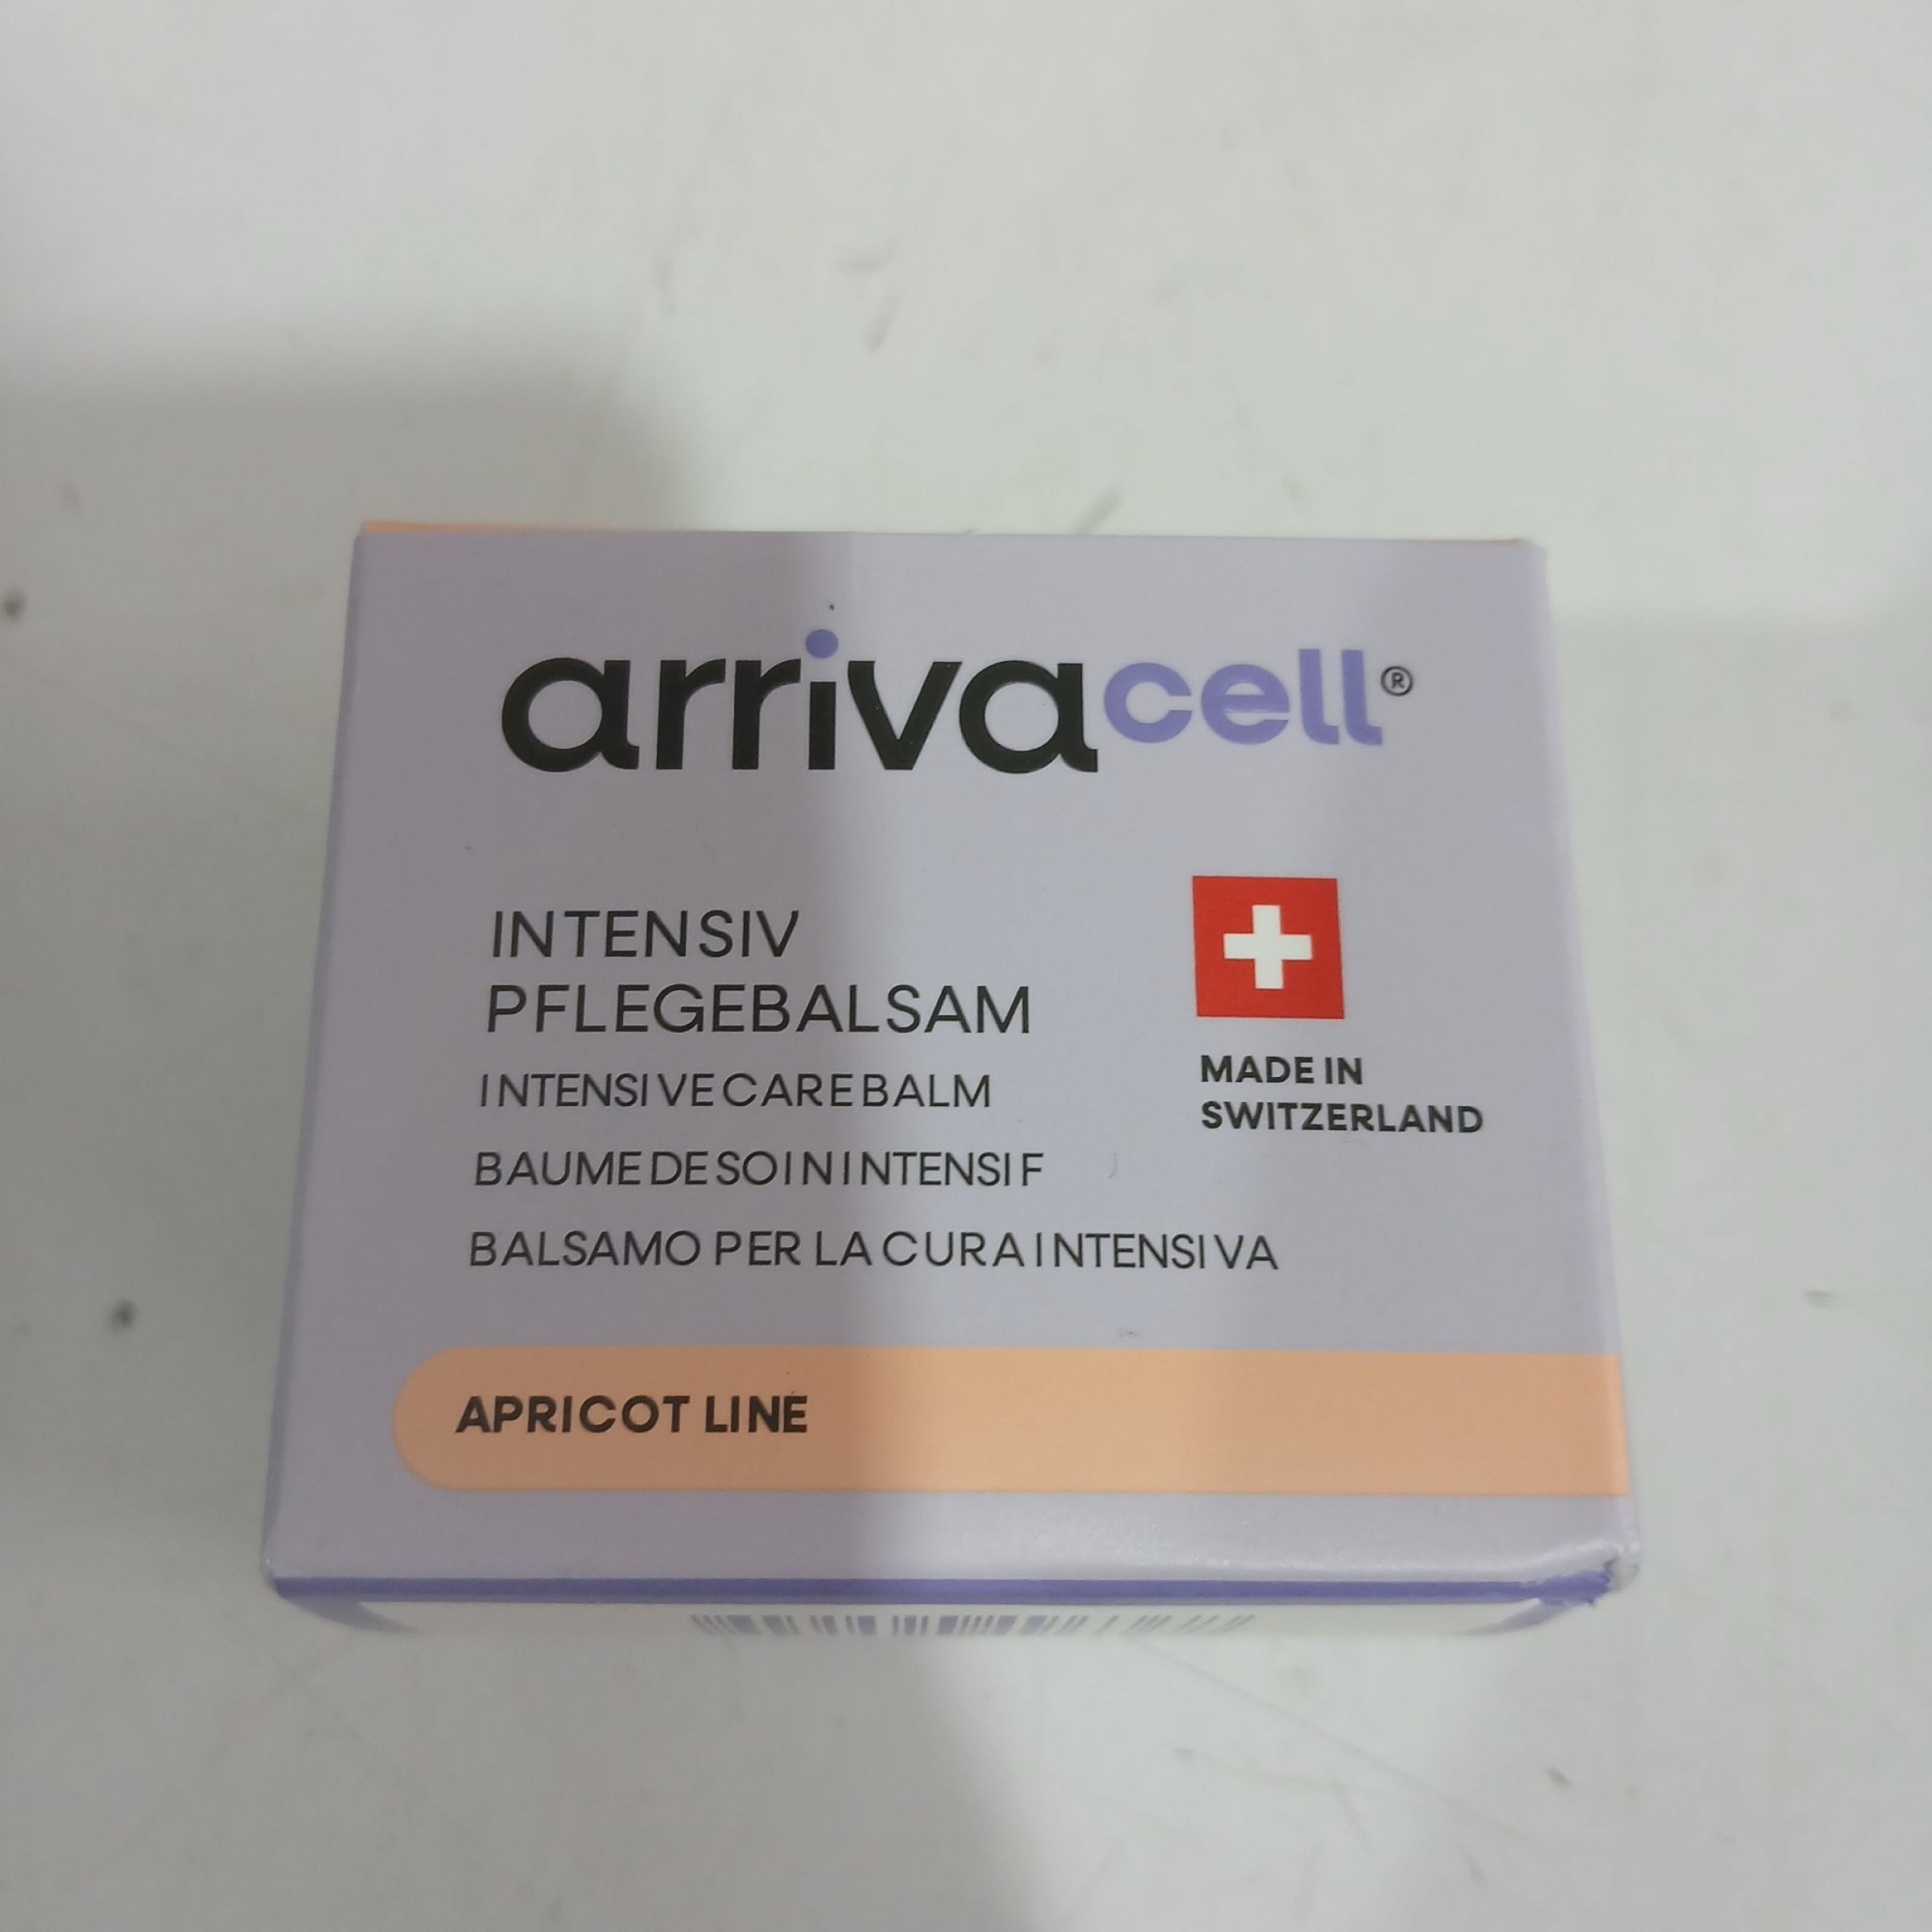 arrivacell®
INTENSIV
PFLEGEBALSAM
INTENSIVE CARE BALM
BAUME DE SOIN INTENSIF
BALSAMO PER LA CURA INTENSIVA
MADE IN
SWITZERLAND
APRICOT LINE